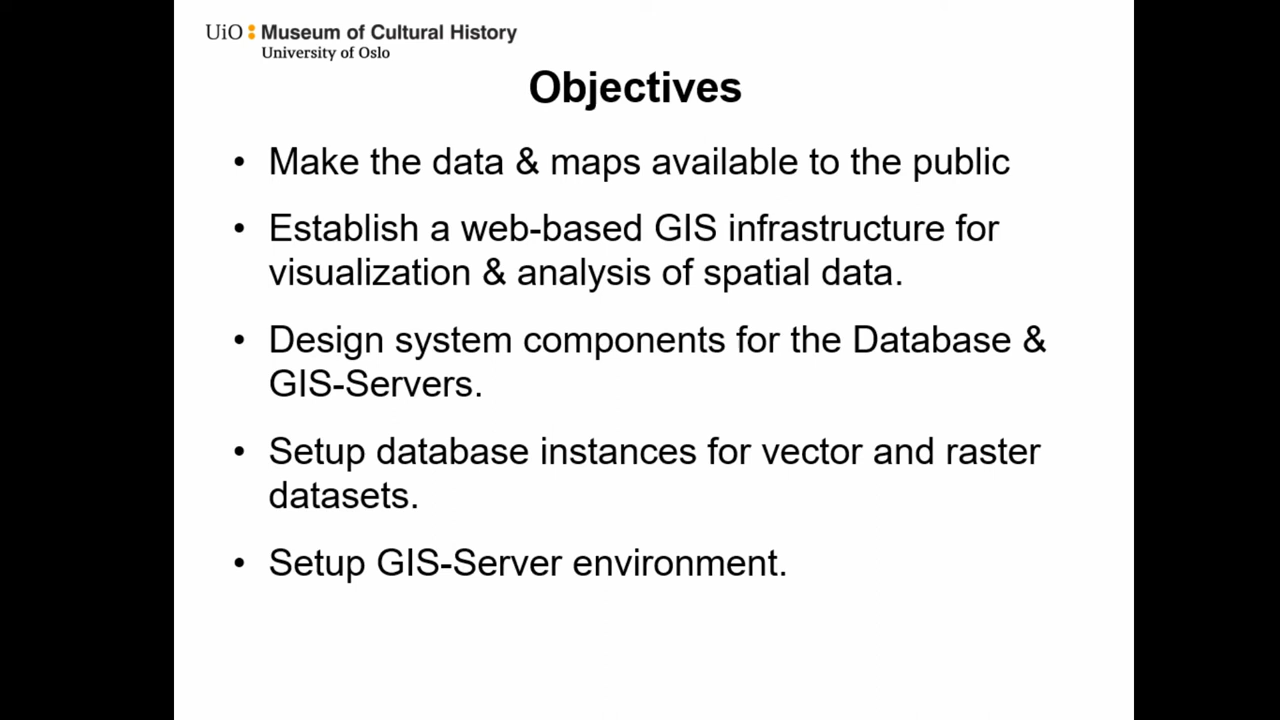 UiO Museum of Cultural History
University of Oslo
Objectives
• Make the data & maps available to the public
• Establish a web-based GIS infrastructure for
visualization & analysis of spatial data.
• Design system components for the Database &
GIS-Servers.
• Setup database instances for vector and raster
datasets.
• Setup GIS-Server environment.